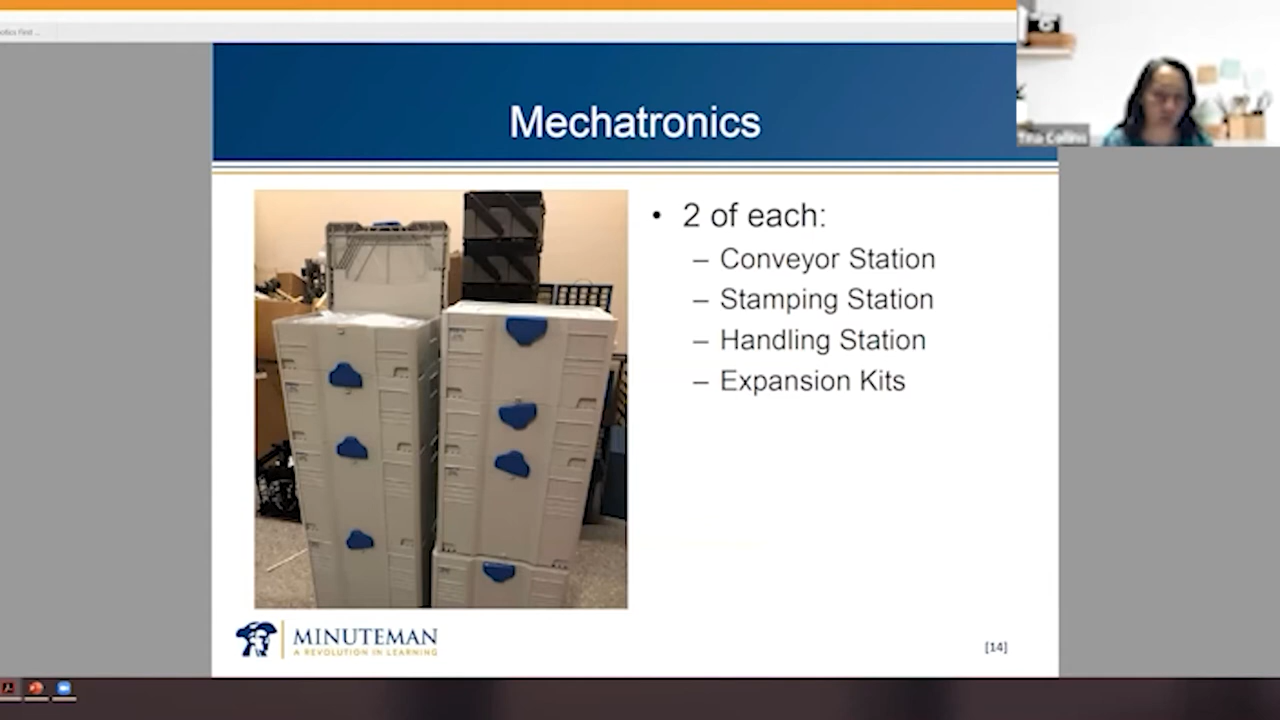 Mechatronics
• 2 of each:
– Conveyor Station
– Stamping Station
– Handling Station
– Expansion Kits
MINUTEMAN
A REVOLUTION IN LEARNING
[14]